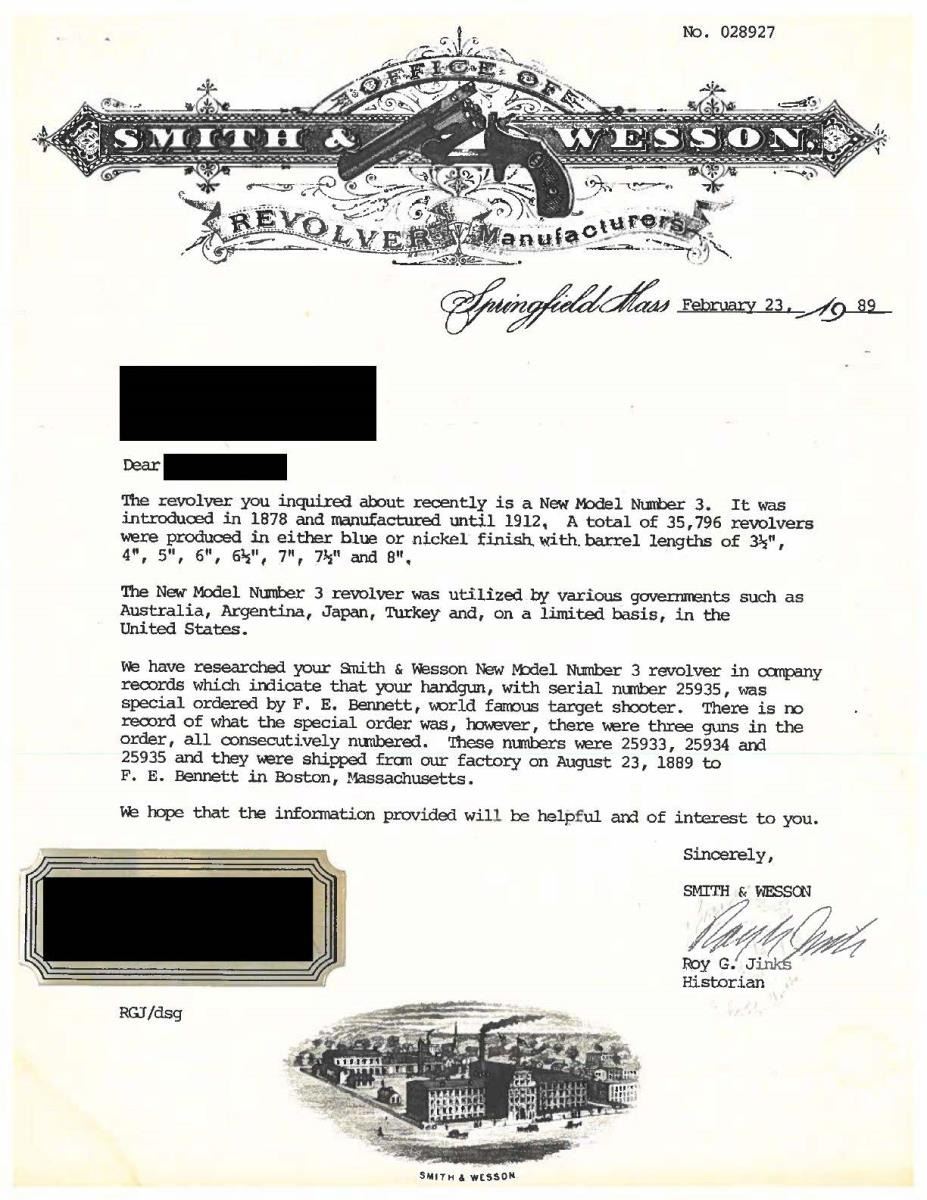 No. 028927
OFFICE OF
SMITH & WESSON.
REVOLVER Manufacturers
Springfield Mass February 23, 19 89
Dear
The revolver you inquired about recently is a New Model Number 3. It was
introduced in 1878 and manufactured until 1912. A total of 35,796 revolvers
were produced in either blue or nickel finish with barrel lengths of 3½",
4", 5", 6", 6½", 7", 7½" and 8".
The New Model Number 3 revolver was utilized by various governments such as
Australia, Argentina, Japan, Turkey and, on a limited basis, in the
United States.
We have researched your Smith & Wesson New Model Number 3 revolver in company
records which indicate that your handgun, with serial number 25935, was
special ordered by F. E. Bennett, world famous target shooter. There is no
record of what the special order was, however, there were three guns in the
order, all consecutively numbered. These numbers were 25933, 25934 and
25935 and they were shipped from our factory on August 23, 1889 to
F. E. Bennett in Boston, Massachusetts.
We hope that the information provided will be helpful and of interest to you.
Sincerely,
SMITH & WESSON
Roy G. Jinks
Roy G. Jinks
Historian
RGJ/dsg
SMITH & WESSON